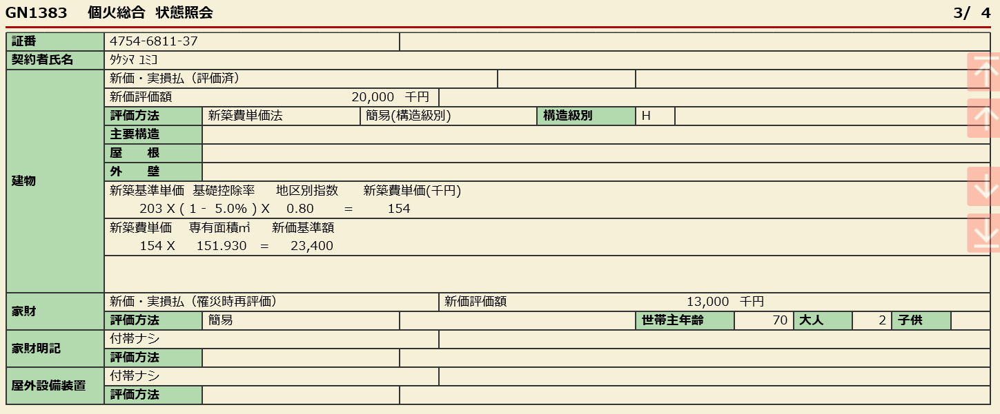 GN1383 個火総合 状態照会 3/ 4
証番 4754-6811-37
契約者氏名 ﾀｹｼﾏ ﾕﾐｺ
建物
新価・実損払（評価済）
新価評価額 20,000 千円
評価方法 新築費単価法 簡易(構造級別) 構造級別 H
主要構造
屋　　根
外　　壁
新築基準単価 基礎控除率 地区別指数 新築費単価(千円)
203 X ( 1 - 5.0% ) X 0.80 = 154
新築費単価 専有面積㎡ 新価基準額
154 X 151.930 = 23,400
家財
新価・実損払（罹災時再評価） 新価評価額 13,000 千円
評価方法 簡易 世帯主年齢 70 大人 2 子供
家財明記
付帯ナシ
評価方法
屋外設備装置
付帯ナシ
評価方法